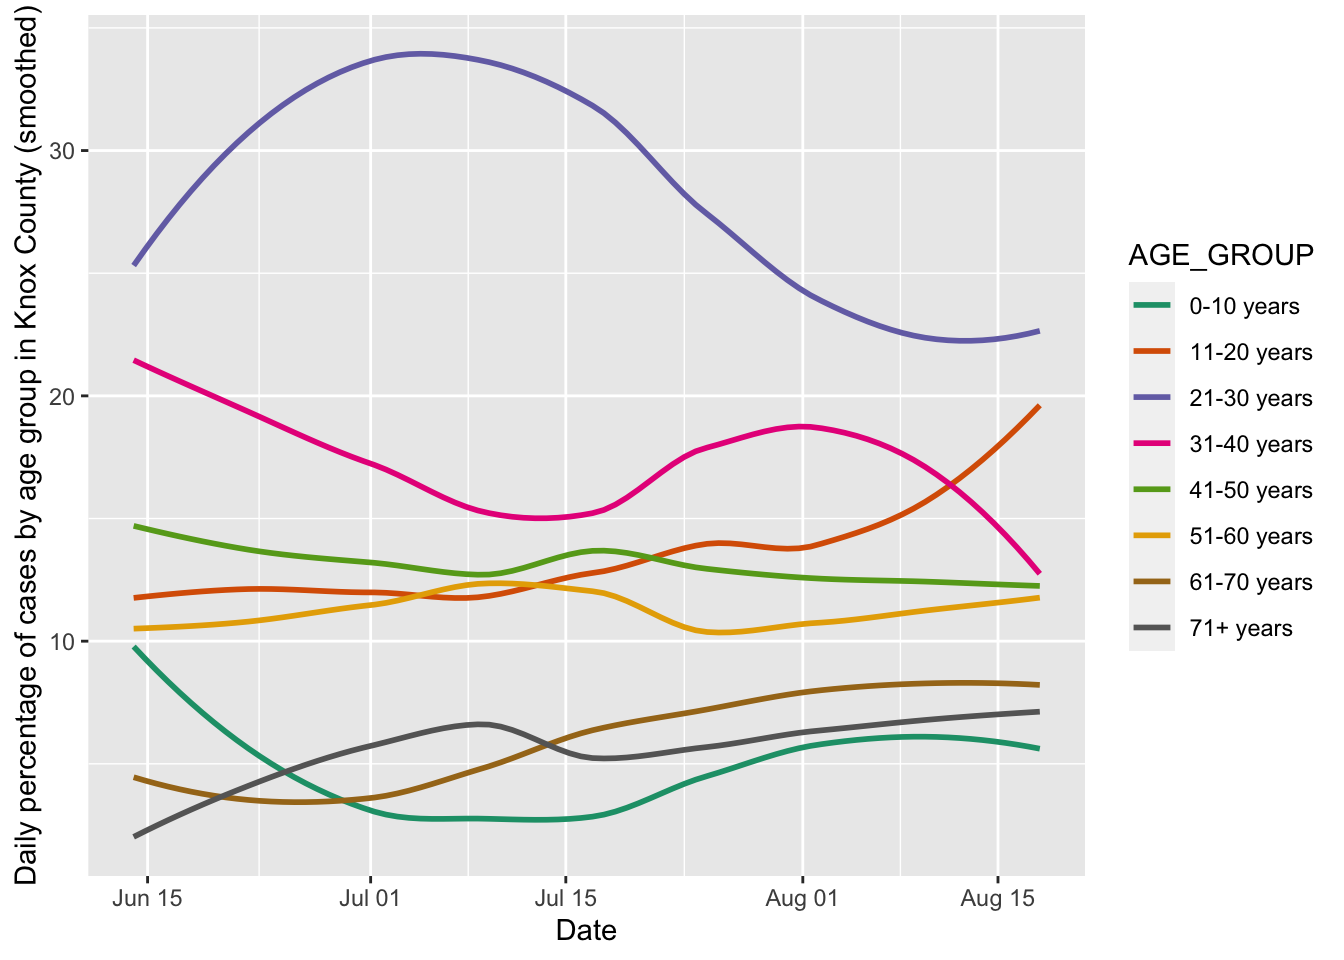 Daily percentage of cases by age group in Knox County (smoothed)
30
20
10
Jun 15
Jul 01
Jul 15
Aug 01
Aug 15
Date
AGE_GROUP
0-10 years
11-20 years
21-30 years
31-40 years
41-50 years
51-60 years
61-70 years
71+ years